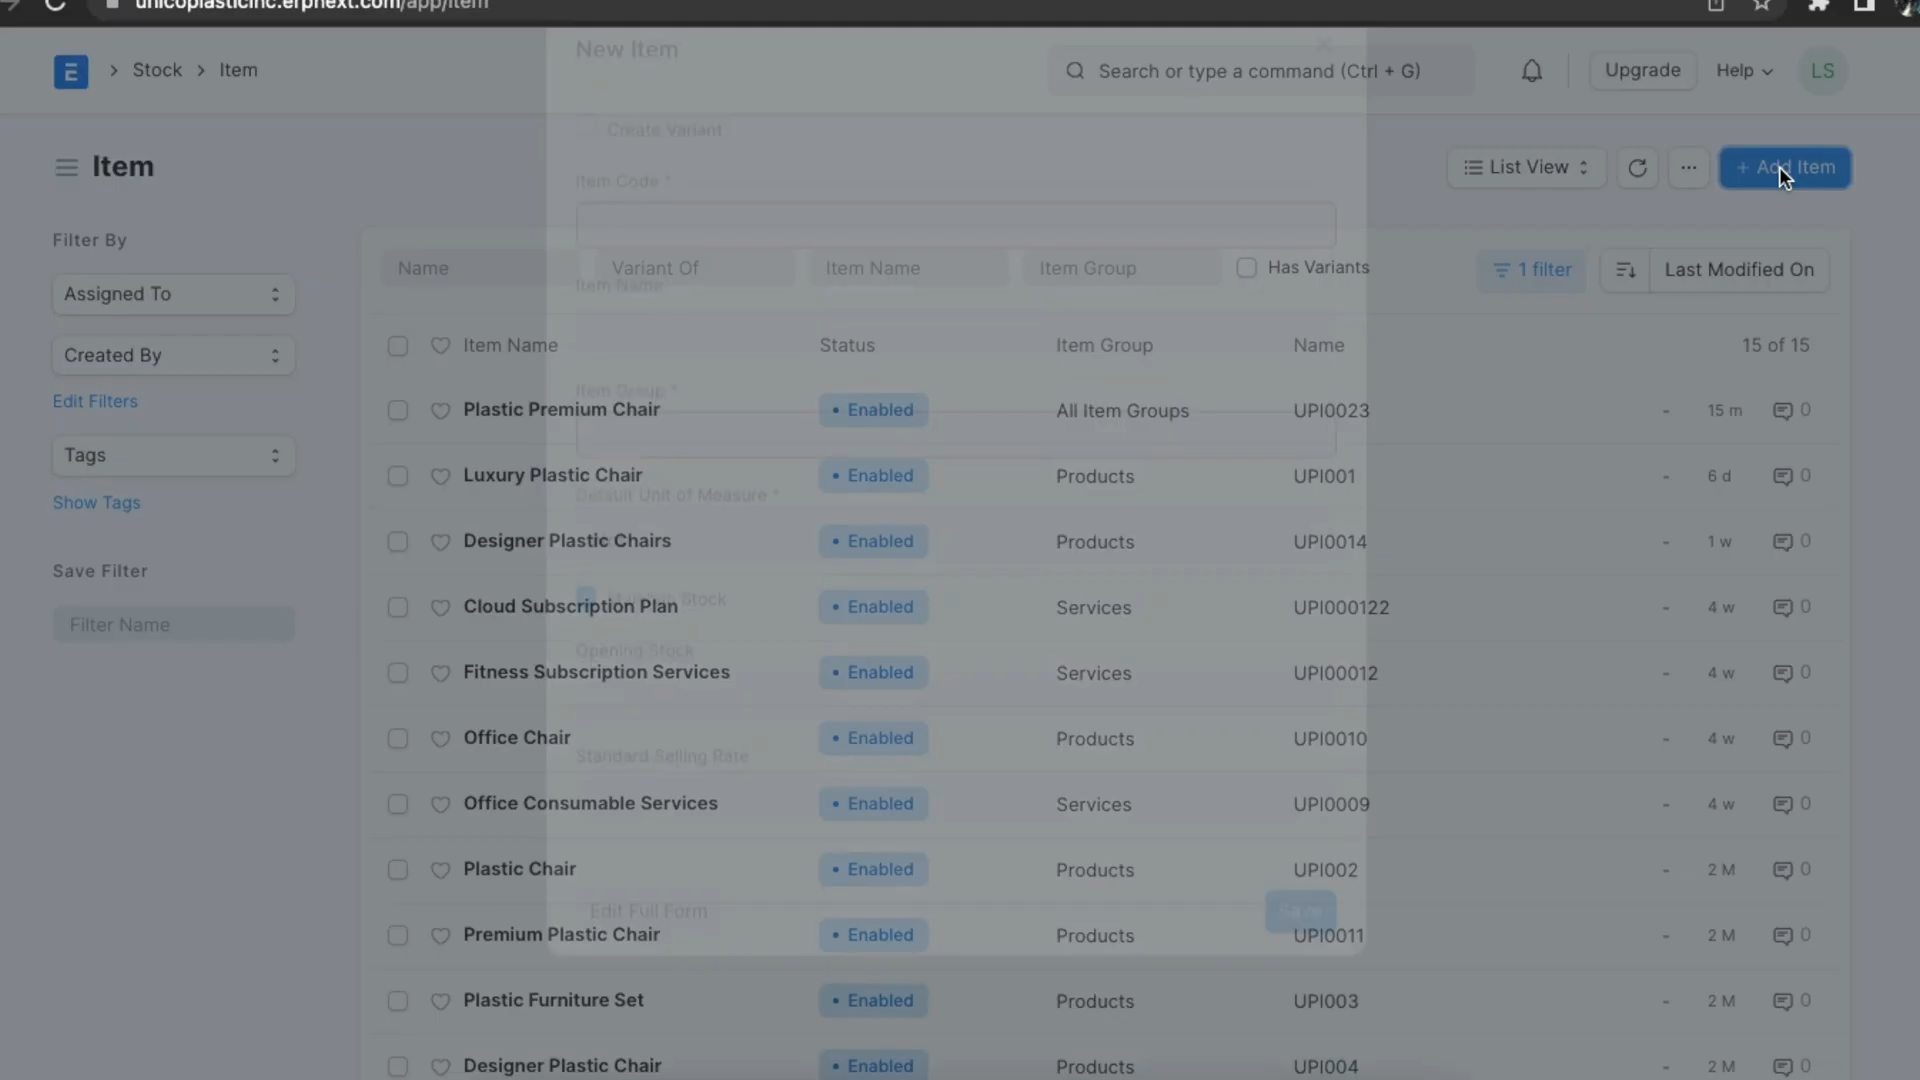 unicoplasticinc.erpnext.com/app/item
New Item
E
Stock
Item
Search or type a command (Ctrl + G)
Upgrade
Help
LS
Create Variant
Item
List View
+ Add Item
Item Code *
Filter By
Name
Variant Of
Item Name
Item Group
Has Variants
1 filter
Last Modified On
Item Name
Assigned To
Created By
Edit Filters
Tags
Show Tags
Save Filter
Filter Name
Item Name Status Item Group Name 15 of 15
Item Group *
Plastic Premium Chair Enabled All Item Groups UPI0023 - 15 m 0
Luxury Plastic Chair Enabled Products UPI001 - 6 d 0
Default Unit of Measure *
Designer Plastic Chairs Enabled Products UPI0014 - 1 w 0
Maintain Stock
Cloud Subscription Plan Enabled Services UPI000122 - 4 w 0
Opening Stock
Fitness Subscription Services Enabled Services UPI00012 - 4 w 0
Office Chair Enabled Products UPI0010 - 4 w 0
Standard Selling Rate
Office Consumable Services Enabled Services UPI0009 - 4 w 0
Plastic Chair Enabled Products UPI002 - 2 M 0
Edit Full Form
Save
Premium Plastic Chair Enabled Products UPI0011 - 2 M 0
Plastic Furniture Set Enabled Products UPI003 - 2 M 0
Designer Plastic Chair Enabled Products UPI004 - 2 M 0